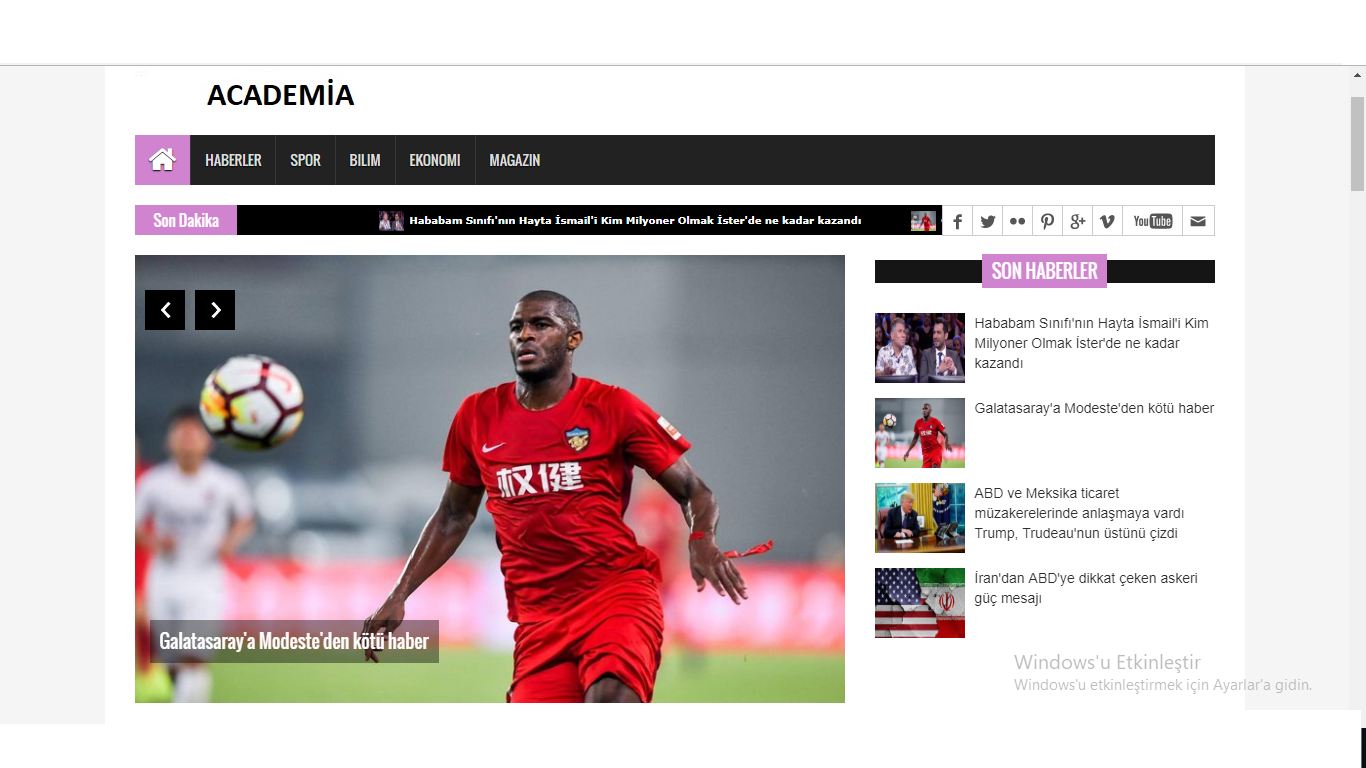 ACADEMİA
HABERLER SPOR BILIM EKONOMI MAGAZIN
Son Dakika
Hababam Sınıfı'nın Hayta İsmail'i Kim Milyoner Olmak İster'de ne kadar kazandı
You Tube
SON HABERLER
权健
Galatasaray'a Modeste'den kötü haber
Hababam Sınıfı'nın Hayta İsmail'i Kim
Milyoner Olmak İster'de ne kadar
kazandı
Galatasaray'a Modeste'den kötü haber
ABD ve Meksika ticaret
müzakerelerinde anlaşmaya vardı
Trump, Trudeau'nun üstünü çizdi
İran'dan ABD'ye dikkat çeken askeri
güç mesajı
Windows'u Etkinleştir
Windows'u etkinleştirmek için Ayarlar'a gidin.